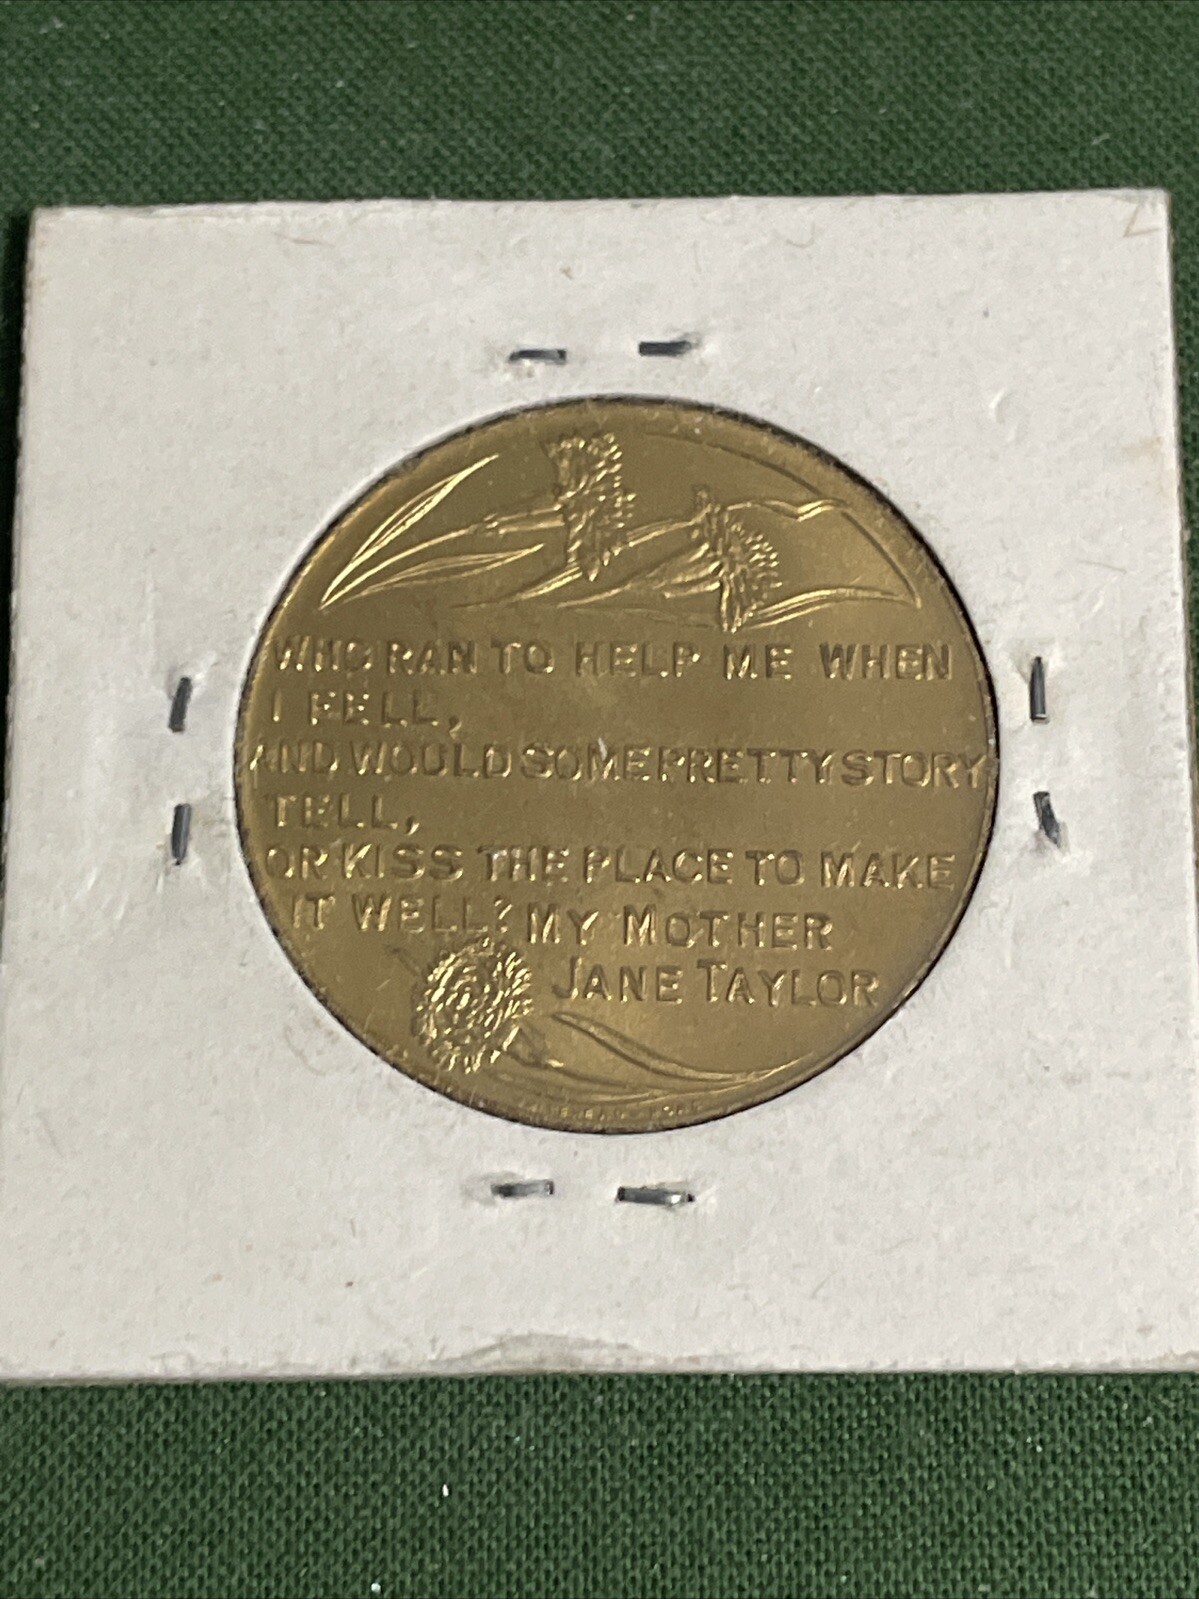 WHO RAN TO HELP ME WHEN
I FELL,
AND WOULD SOME PRETTY STORY
TELL,
OR KISS THE PLACE TO MAKE
IT WELL? MY MOTHER
JANE TAYLOR